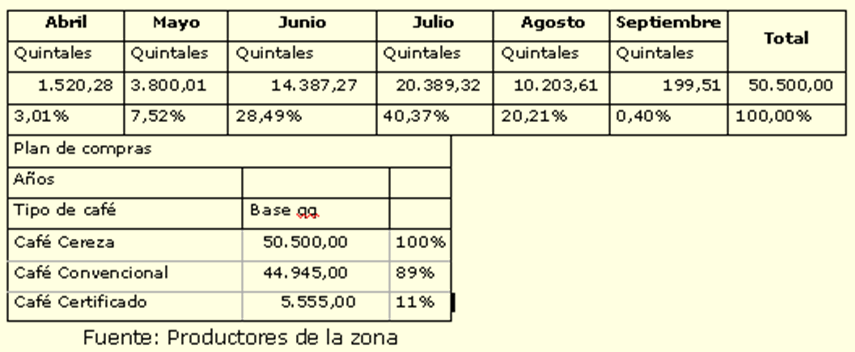 Abril Mayo Junio Julio Agosto Septiembre Total
Quintales Quintales Quintales Quintales Quintales Quintales
1.520,28 3.800,01 14.387,27 20.389,32 10.203,61 199,51 50.500,00
3,01% 7,52% 28,49% 40,37% 20,21% 0,40% 100,00%
Plan de compras
Años
Tipo de café Base qq
Café Cereza 50.500,00 100%
Café Convencional 44.945,00 89%
Café Certificado 5.555,00 11%
Fuente: Productores de la zona